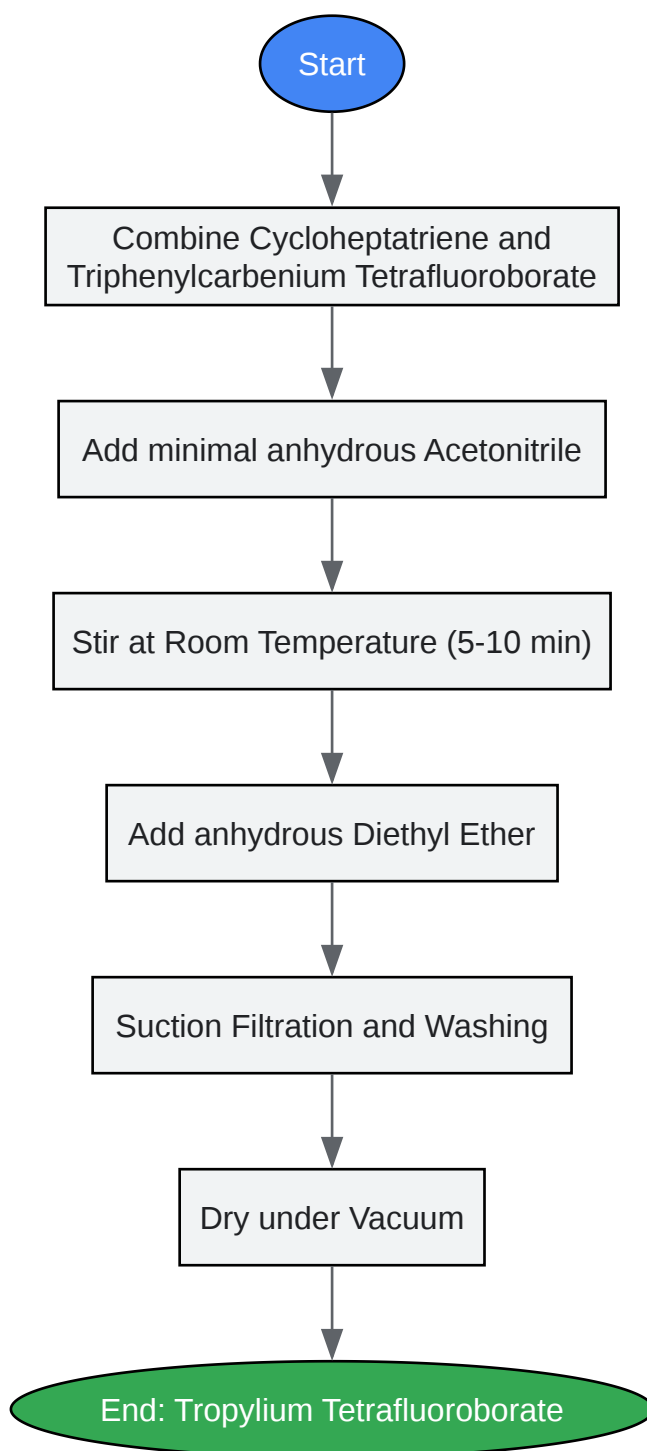 Start
Combine Cycloheptatriene and
Triphenylcarbenium Tetrafluoroborate
Add minimal anhydrous Acetonitrile
Stir at Room Temperature (5-10 min)
Add anhydrous Diethyl Ether
Suction Filtration and Washing
Dry under Vacuum
End: Tropylium Tetrafluoroborate